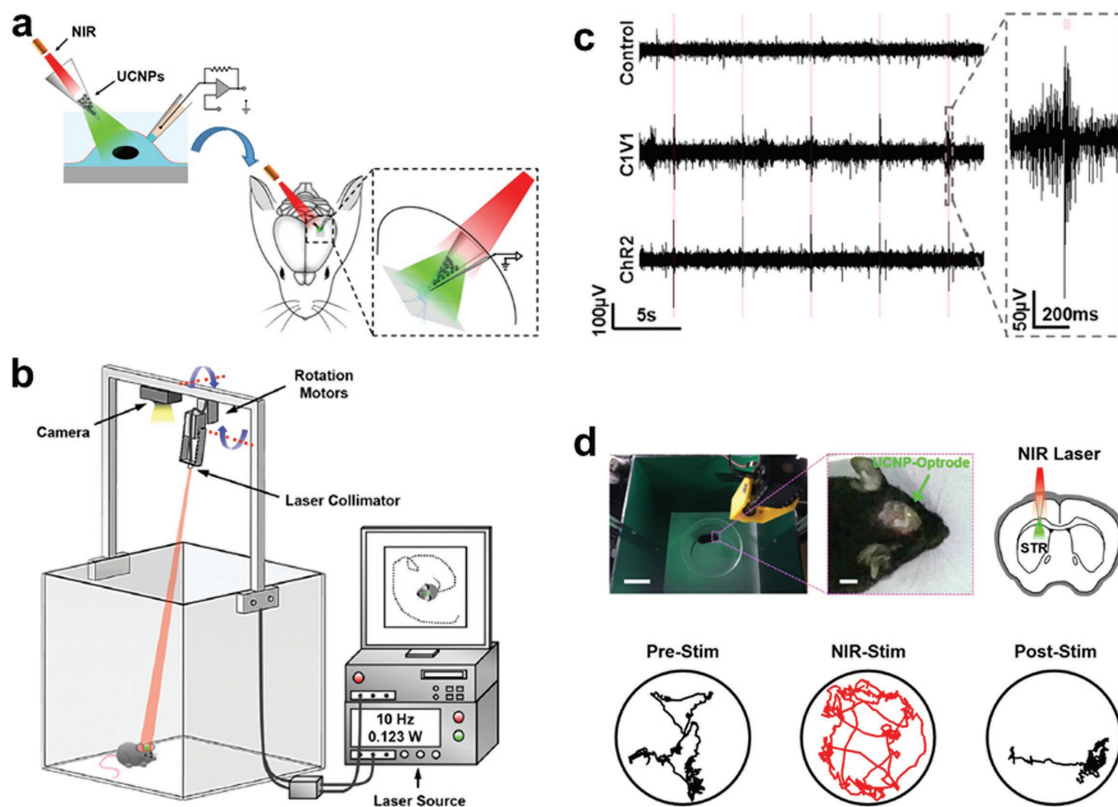 a
NIR
UCNPs
b
Rotation
Motors
Camera
Laser Collimator
10 Hz
0.123 W
Laser Source
c
Control
C1V1
ChR2
100µV
5s
50µV
200ms
d
UCNP-Optrode
NIR Laser
STR
Pre-Stim
NIR-Stim
Post-Stim